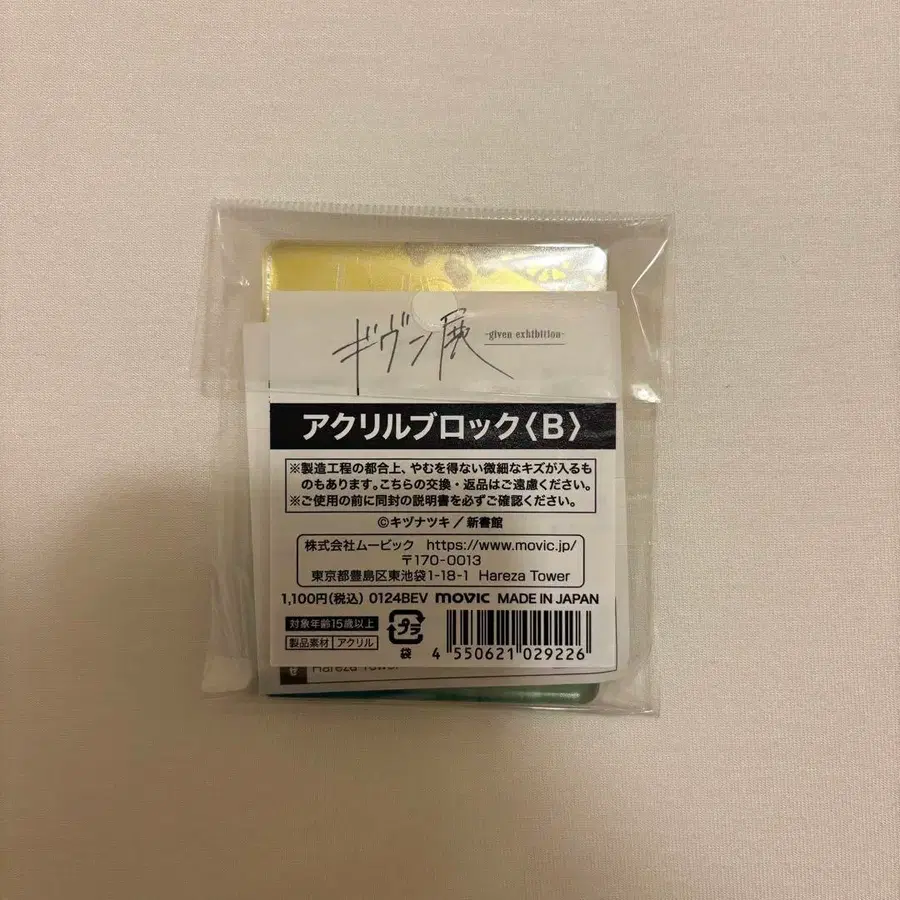 ギヴン展
-given exhibition-
アクリルブロック〈B〉
※製造工程の都合上、やむを得ない微細なキズが入るも
のもあります。こちらの交換・返品はご遠慮ください。
※ご使用の前に同封の説明書を必ずご確認ください。
©キヅナツキ／新書館
株式会社ムービック https://www.movic.jp/
〒170-0013
東京都豊島区東池袋1-18-1 Hareza Tower
1,100円(税込) 0124BEV movic MADE IN JAPAN
対象年齢15歳以上
製品素材 アクリル
プラ
袋
4 550621 029226
Hareza Tower